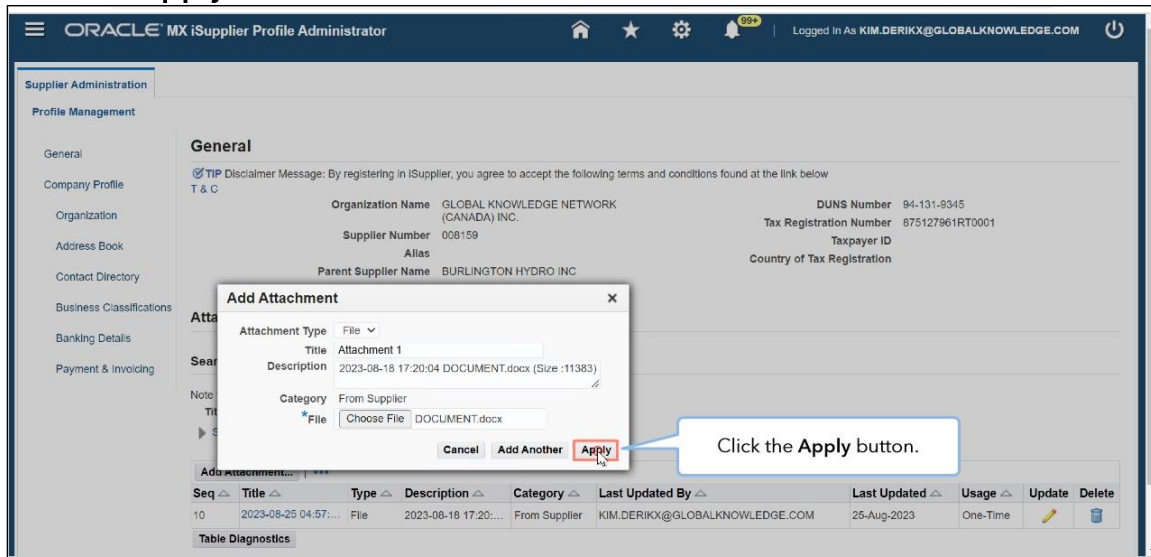 ORACLE MX iSupplier Profile Administrator
99+
Logged In As KIM.DERIKX@GLOBALKNOWLEDGE.COM
Supplier Administration
Profile Management
General
Company Profile
Organization
Address Book
Contact Directory
Business Classifications
Banking Details
Payment & Invoicing
General
TIP Disclaimer Message: By registering in iSupplier, you agree to accept the following terms and conditions found at the link below
T & C
Organization Name GLOBAL KNOWLEDGE NETWORK
(CANADA) INC.
Supplier Number 008159
Alias
Parent Supplier Name BURLINGTON HYDRO INC
DUNS Number 94-131-9345
Tax Registration Number 875127961RT0001
Taxpayer ID
Country of Tax Registration
Add Attachment
Attachment Type File
Title Attachment 1
Description 2023-08-18 17:20:04 DOCUMENT.docx (Size :11383)
Category From Supplier
*File Choose File DOCUMENT.docx
Cancel Add Another Apply
Click the Apply button.
Note
Add Attachment...
Seq Title Type Description Category Last Updated By Last Updated Usage Update Delete
10 2023-08-25 04:57:... File 2023-08-18 17:20:... From Supplier KIM.DERIKX@GLOBALKNOWLEDGE.COM 25-Aug-2023 One-Time
Table Diagnostics